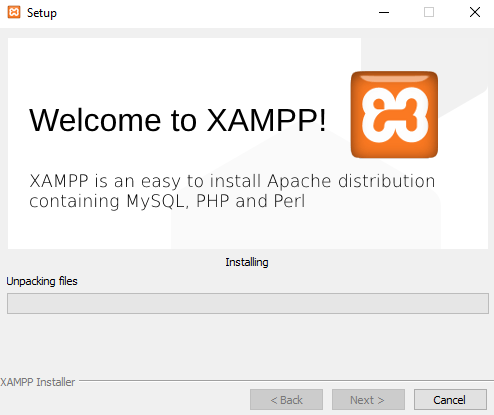 Setup
Welcome to XAMPP!
XAMPP is an easy to install Apache distribution
containing MySQL, PHP and Perl
Installing
Unpacking files
XAMPP Installer
< Back
Next >
Cancel